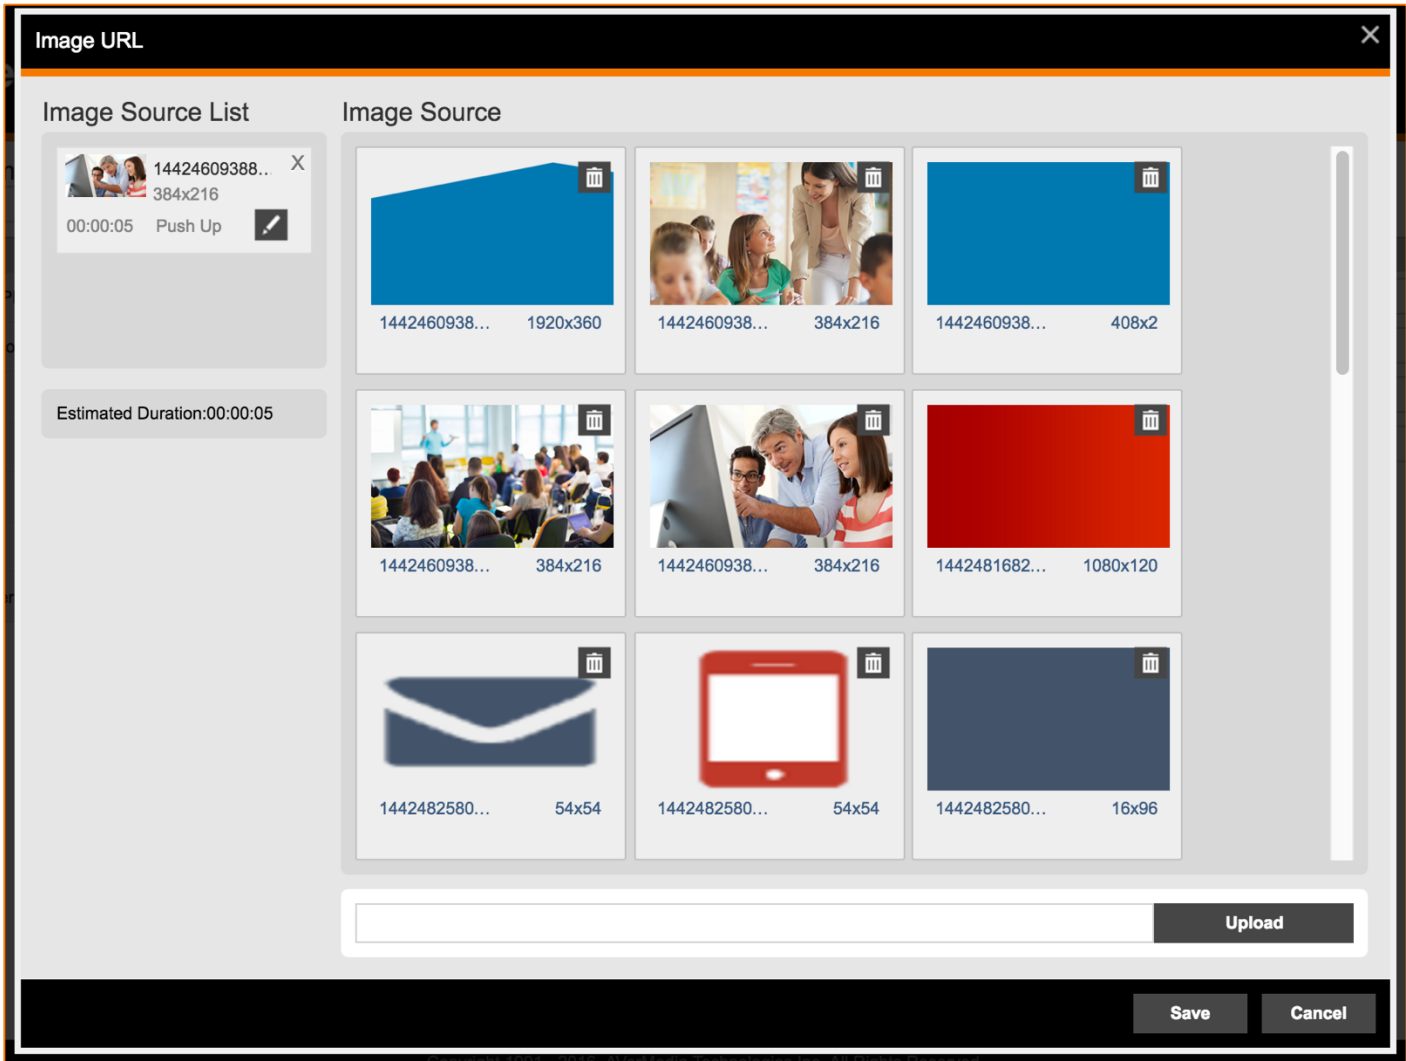 Image URL
Image Source List
14424609388...
X
384x216
00:00:05 Push Up
Estimated Duration:00:00:05
Image Source
1442460938... 1920x360
1442460938... 384x216
1442460938... 408x2
1442460938... 384x216
1442460938... 384x216
1442481682... 1080x120
1442482580... 54x54
1442482580... 54x54
1442482580... 16x96
Upload
Save Cancel